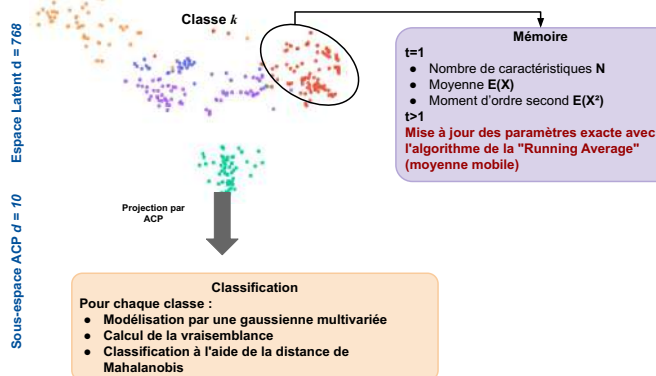 Classe k
Espace Latent d = 768
Mémoire
t=1
● Nombre de caractéristiques N
● Moyenne E(X)
● Moment d'ordre second E(X²)
t>1
Mise à jour des paramètres exacte avec
l'algorithme de la "Running Average"
(moyenne mobile)
Projection par
ACP
Sous-espace ACP d = 10
Classification
Pour chaque classe :
● Modélisation par une gaussienne multivariée
● Calcul de la vraisemblance
● Classification à l'aide de la distance de
Mahalanobis